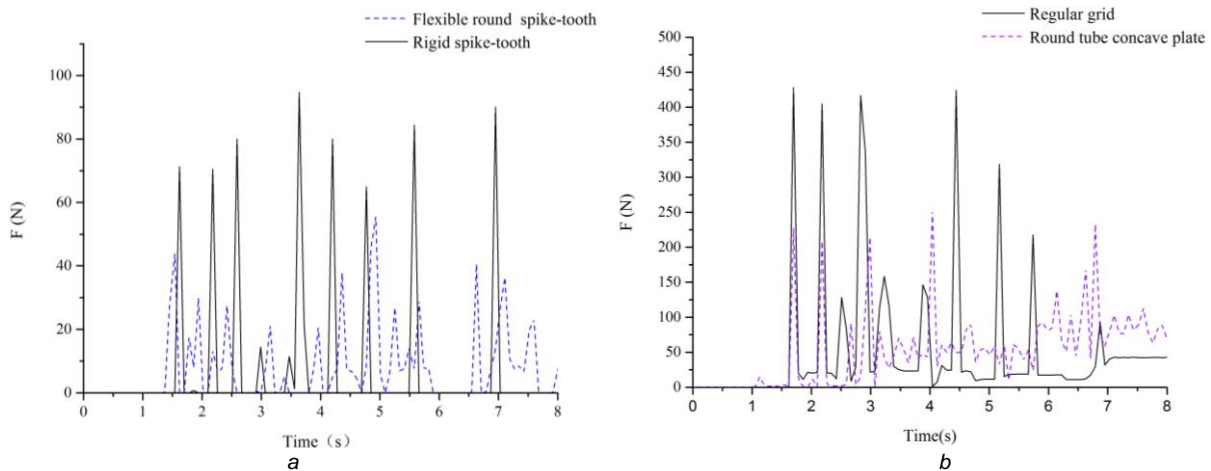 Flexible round spike-tooth
Rigid spike-tooth
100
80
60
40
20
0
F (N)
0 1 2 3 4 5 6 7 8
Time（s）
a
Regular grid
Round tube concave plate
500
450
400
350
300
250
200
150
100
50
0
F (N)
0 1 2 3 4 5 6 7 8
Time(s)
b